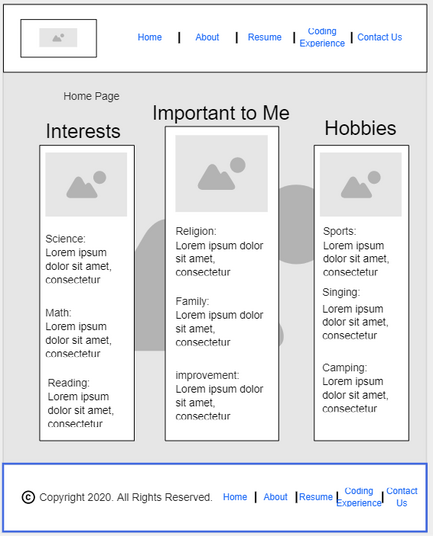 Home | About | Resume | Coding Experience | Contact Us
Home Page
Important to Me
Interests
Hobbies
Science:
Lorem ipsum
dolor sit amet,
consectetur
Math:
Lorem ipsum
dolor sit amet,
consectetur
Reading:
Lorem ipsum
dolor sit amet,
consectetur
Religion:
Lorem ipsum dolor
sit amet,
consectetur
Family:
Lorem ipsum dolor
sit amet,
consectetur
improvement:
Lorem ipsum dolor
sit amet,
consectetur
Sports:
Lorem ipsum
dolor sit amet,
consectetur
Singing:
Lorem ipsum
dolor sit amet,
consectetur
Camping:
Lorem ipsum
dolor sit amet,
consectetur
© Copyright 2020. All Rights Reserved. Home | About | Resume | Coding Experience | Contact Us